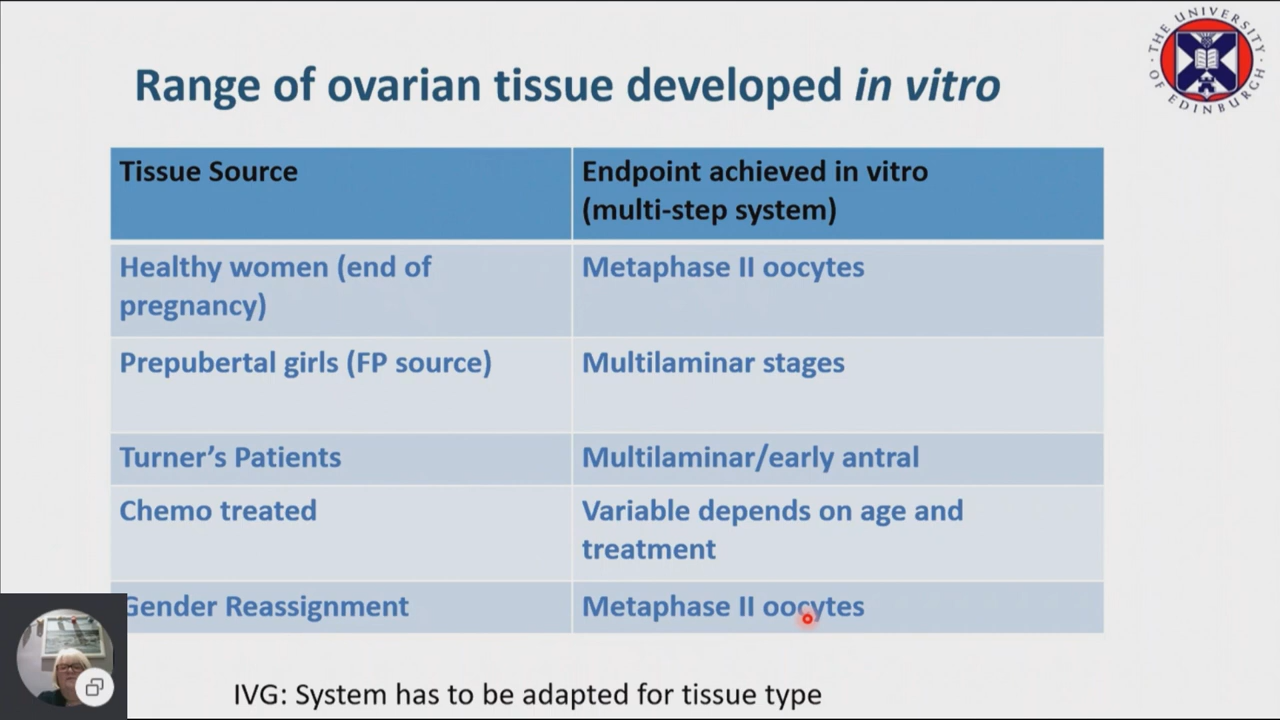 Range of ovarian tissue developed in vitro
THE UNIVERSITY OF EDINBURGH
Tissue Source
Endpoint achieved in vitro
(multi-step system)
Healthy women (end of
pregnancy)
Metaphase II oocytes
Prepubertal girls (FP source)
Multilaminar stages
Turner’s Patients
Multilaminar/early antral
Chemo treated
Variable depends on age and
treatment
Gender Reassignment
Metaphase II oocytes
IVG: System has to be adapted for tissue type